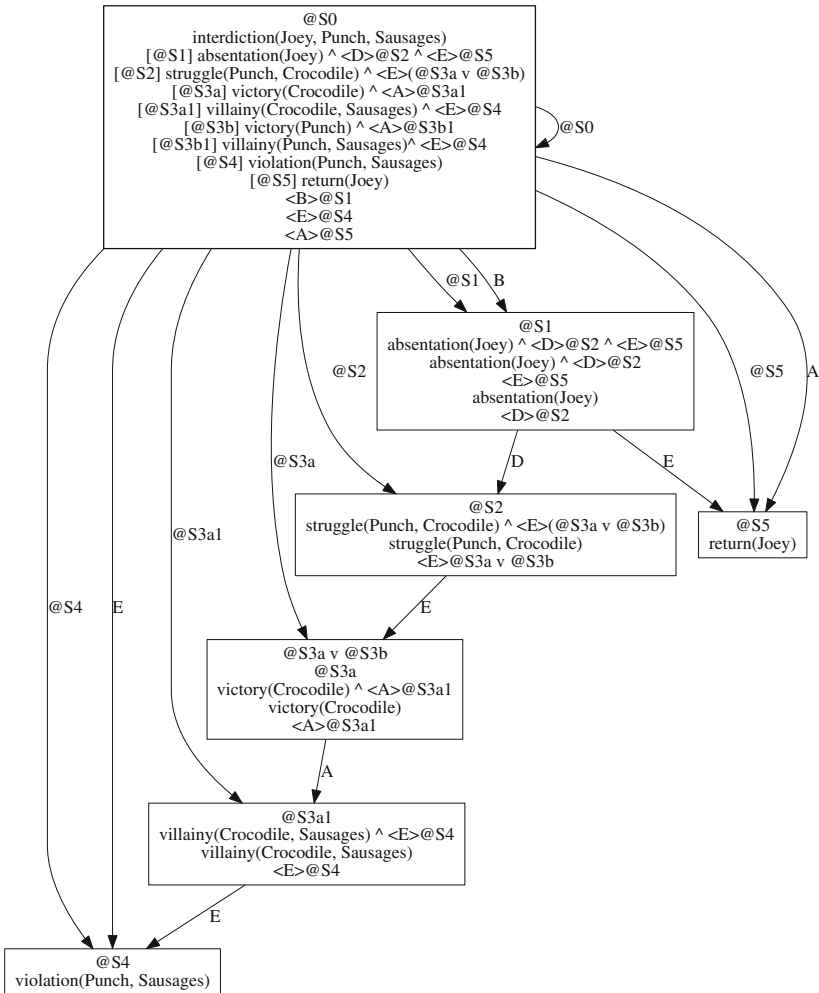 @S0
interdiction(Joey, Punch, Sausages)
[@S1] absentation(Joey) ^ <D>@S2 ^ <E>@S5
[@S2] struggle(Punch, Crocodile) ^ <E>(@S3a v @S3b)
[@S3a] victory(Crocodile) ^ <A>@S3a1
[@S3a1] villainy(Crocodile, Sausages) ^ <E>@S4
[@S3b] victory(Punch) ^ <A>@S3b1
[@S3b1] villainy(Punch, Sausages)^ <E>@S4
[@S4] violation(Punch, Sausages)
[@S5] return(Joey)
<B>@S1
<E>@S4
<A>@S5
@S0
@S1
B
@S1
absentation(Joey) ^ <D>@S2 ^ <E>@S5
absentation(Joey) ^ <D>@S2
<E>@S5
absentation(Joey)
<D>@S2
@S2
@S5
A
@S3a
D
E
@S2
struggle(Punch, Crocodile) ^ <E>(@S3a v @S3b)
struggle(Punch, Crocodile)
<E>@S3a v @S3b
@S5
return(Joey)
@S3a1
@S4
E
E
@S3a v @S3b
@S3a
victory(Crocodile) ^ <A>@S3a1
victory(Crocodile)
<A>@S3a1
A
@S3a1
villainy(Crocodile, Sausages) ^ <E>@S4
villainy(Crocodile, Sausages)
<E>@S4
E
@S4
violation(Punch, Sausages)